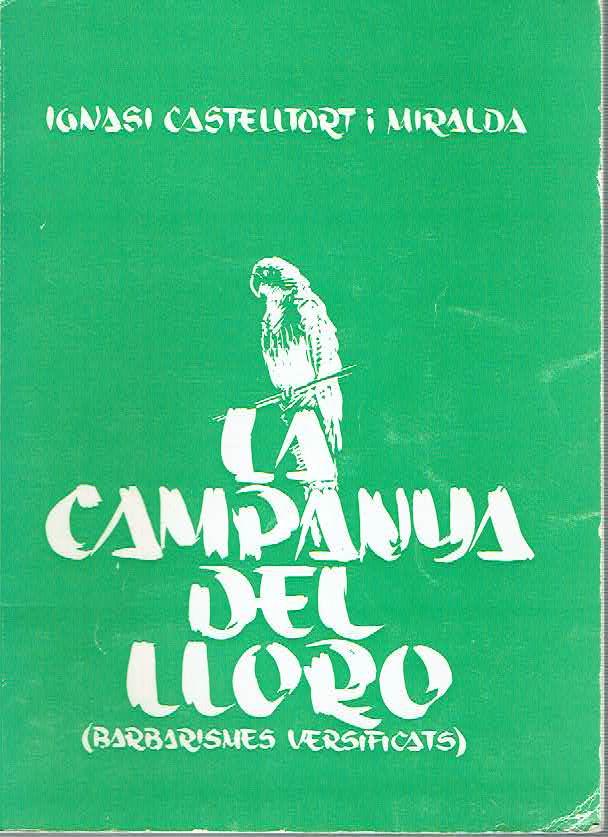 IGNASI CASTELLTORT i MIRALDA
LA
CAMPANYA
DEL
LLORO
(BARBARISMES VERSIFICATS)